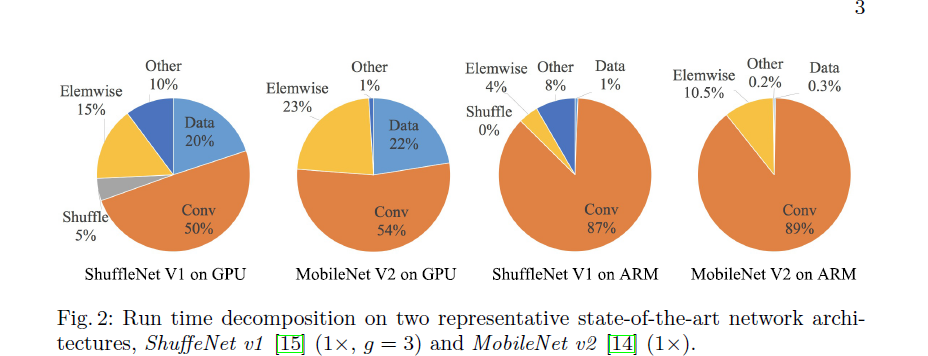 3
Other
10%
Elemwise
15%
Data
20%
Shuffle
5%
Conv
50%
ShuffleNet V1 on GPU
Other
1%
Elemwise
23%
Data
22%
Conv
54%
MobileNet V2 on GPU
Elemwise
4%
Other
8%
Data
1%
Shuffle
0%
Conv
87%
ShuffleNet V1 on ARM
Elemwise
10.5%
Other
0.2%
Data
0.3%
Conv
89%
MobileNet V2 on ARM
Fig. 2: Run time decomposition on two representative state-of-the-art network archi-
tectures, ShuffeNet v1 [15] (1×, g = 3) and MobileNet v2 [14] (1×).